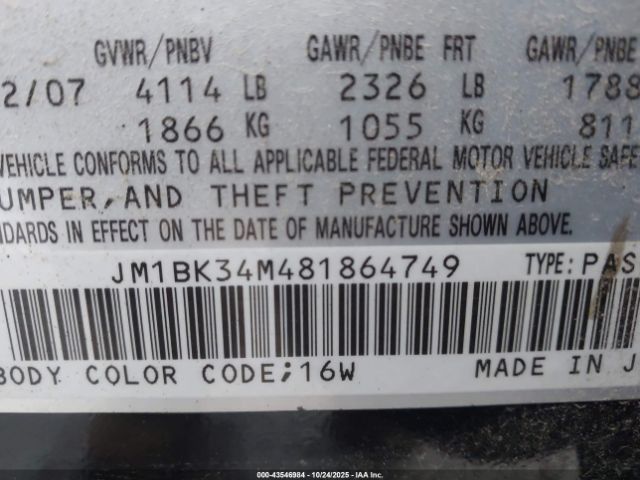 GVWR/PNBV GAWR/PNBE FRT GAWR/PNBE
2/07 4114 LB 2326 LB 1788
1866 KG 1055 KG 811
VEHICLE CONFORMS TO ALL APPLICABLE FEDERAL MOTOR VEHICLE SAFE
UMPER,AND THEFT PREVENTION
NDARDS IN EFFECT ON THE DATE OF MANUFACTURE SHOWN ABOVE.
JM1BK34M481864749 TYPE:PAS
BODY COLOR CODE;16W MADE IN J
Stock: 43546984 - 10/24/2025 - IAA Inc.